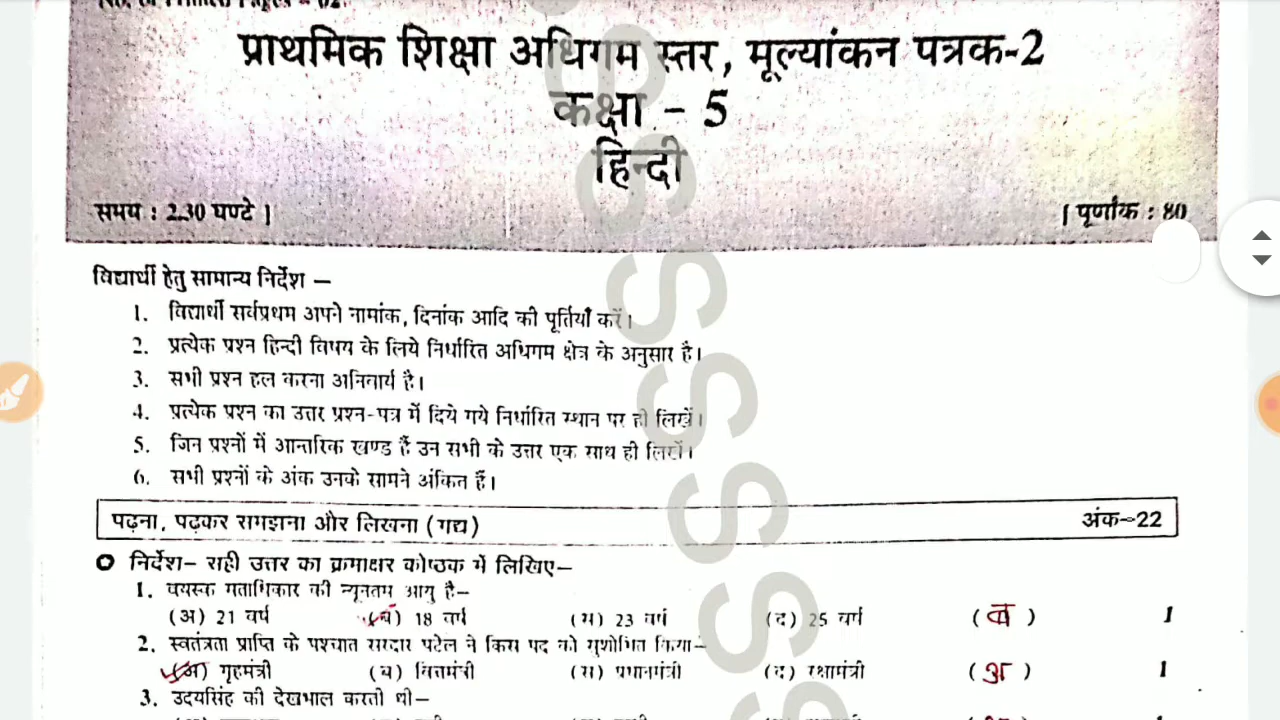 प्राथमिक शिक्षा अधिगम स्तर, मूल्यांकन पत्रक-2
कक्षा - 5
हिन्दी
समय : 2.30 घण्टे ] [ पूर्णांक : 80
विद्यार्थी हेतु सामान्य निर्देश –
1. विद्यार्थी सर्वप्रथम अपने नामांक, दिनांक आदि की पूर्तियाँ करें।
2. प्रत्येक प्रश्न हिन्दी विषय के लिये निर्धारित अधिगम क्षेत्र के अनुसार है।
3. सभी प्रश्न हल करना अनिवार्य है।
4. प्रत्येक प्रश्न का उत्तर प्रश्न-पत्र में दिये गये निर्धारित स्थान पर ही लिखें।
5. जिन प्रश्नों में आन्तरिक खण्ड हैं उन सभी के उत्तर एक साथ ही लिखें।
6. सभी प्रश्नों के अंक उनके सामने अंकित हैं।
पढ़ना, पढ़कर समझना और लिखना (गद्य) अंक-22
निर्देश- सही उत्तर का क्रमाक्षर कोष्ठक में लिखिए–
1. वयस्क मताधिकार की न्यूनतम आयु है–
(अ) 21 वर्ष (ब) 18 वर्ष (स) 23 वर्ष (द) 25 वर्ष (ब) 1
2. स्वतंत्रता प्राप्ति के पश्चात सरदार पटेल ने किस पद को सुशोभित किया–
(अ) गृहमंत्री (ब) वित्तमंत्री (स) प्रधानमंत्री (द) रक्षामंत्री (अ) 1
3. उदयसिंह की देखभाल करती थी–
SSSSSSS